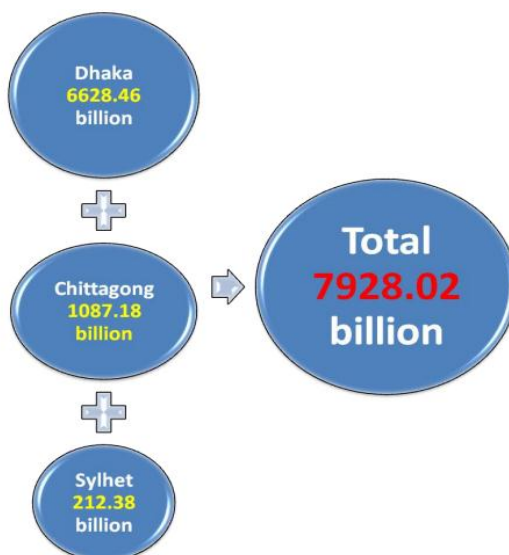 Dhaka
6628.46
billion
Chittagong
1087.18
billion
Sylhet
212.38
billion
Total
7928.02
billion